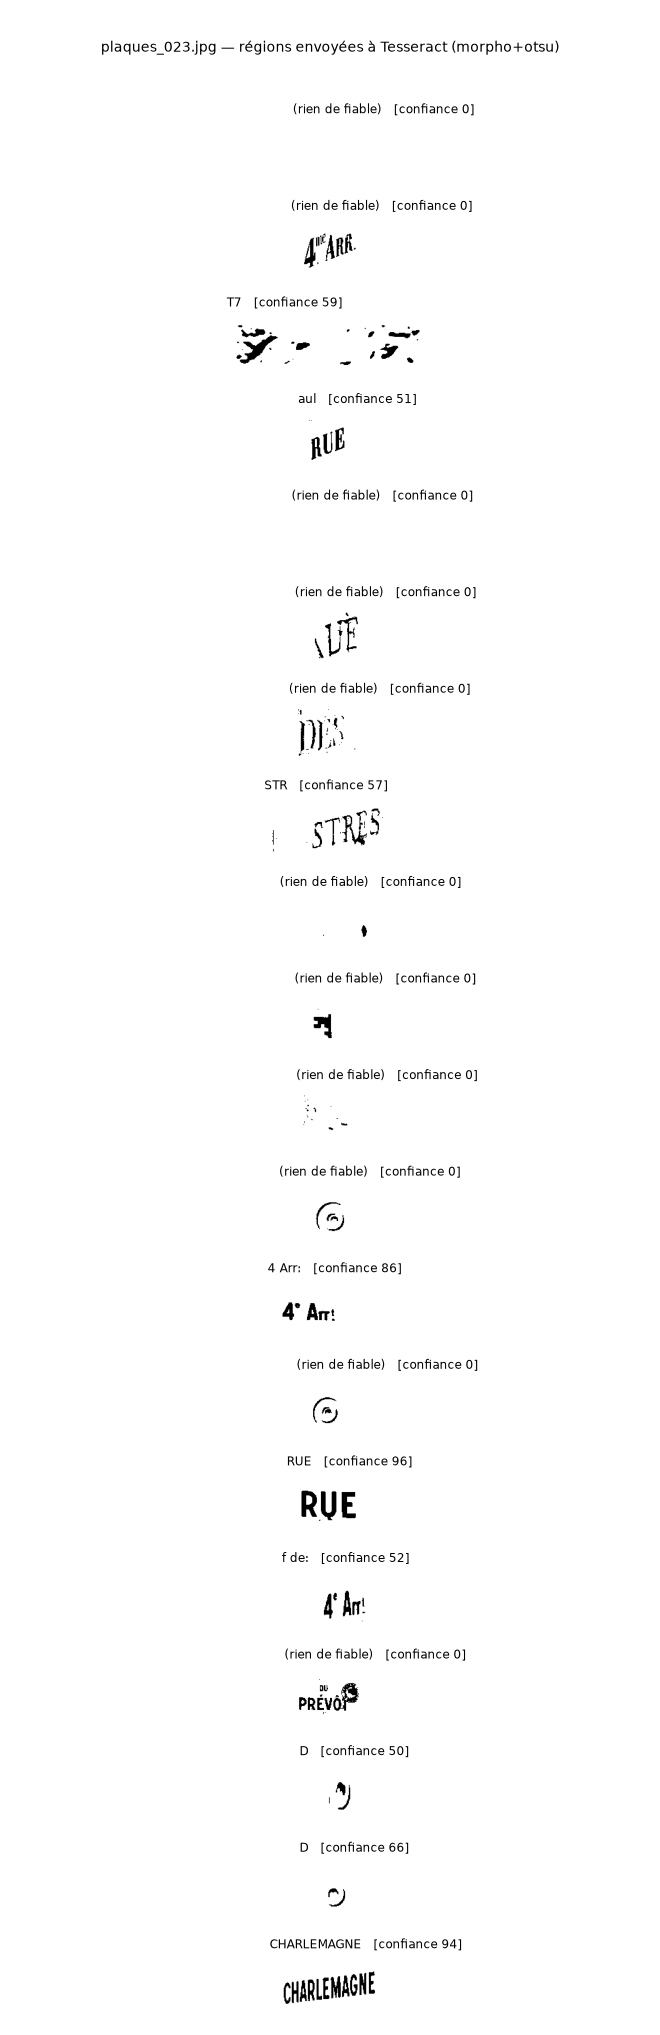 plaques_023.jpg — régions envoyées à Tesseract (morpho+otsu)
(rien de fiable) [confiance 0]
(rien de fiable) [confiance 0]
4me ARR.
T7 [confiance 59]
aul [confiance 51]
RUE
(rien de fiable) [confiance 0]
(rien de fiable) [confiance 0]
UE
(rien de fiable) [confiance 0]
DES
STR [confiance 57]
STRES
(rien de fiable) [confiance 0]
(rien de fiable) [confiance 0]
(rien de fiable) [confiance 0]
(rien de fiable) [confiance 0]
4 Arr: [confiance 86]
4e Arrt
(rien de fiable) [confiance 0]
RUE [confiance 96]
RUE
f de: [confiance 52]
4e Arrt
(rien de fiable) [confiance 0]
DU
PRÉVÔT
D [confiance 50]
D [confiance 66]
CHARLEMAGNE [confiance 94]
CHARLEMAGNE